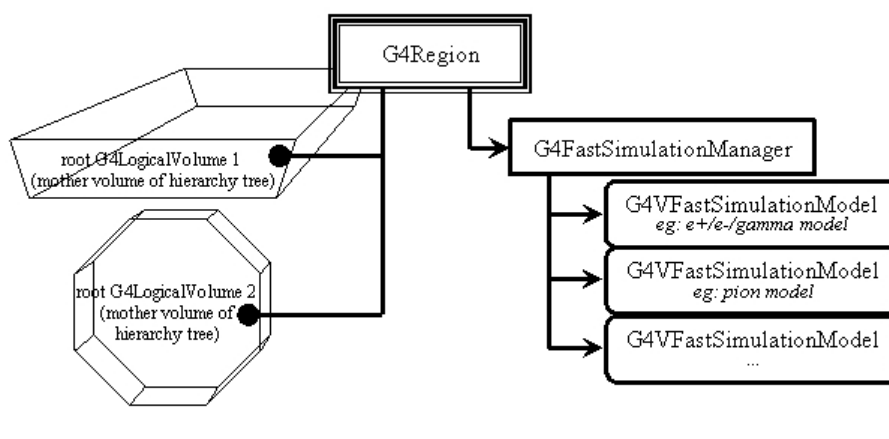 G4Region
root G4LogicalVolume 1
(mother volume of hierarchy tree)
G4FastSimulationManager
G4VFastSimulationModel
eg: e+/e-/gamma model
G4VFastSimulationModel
eg: pion model
G4VFastSimulationModel
...
root G4LogicalVolume 2
(mother volume of
hierarchy tree)